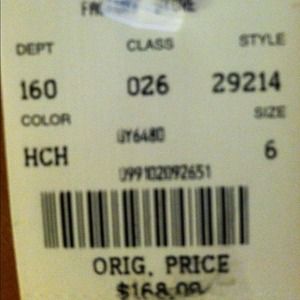 DEPT CLASS STYLE
160 026 29214
COLOR SIZE
UY6480
HCH 6
099102092651
ORIG. PRICE
$168.00